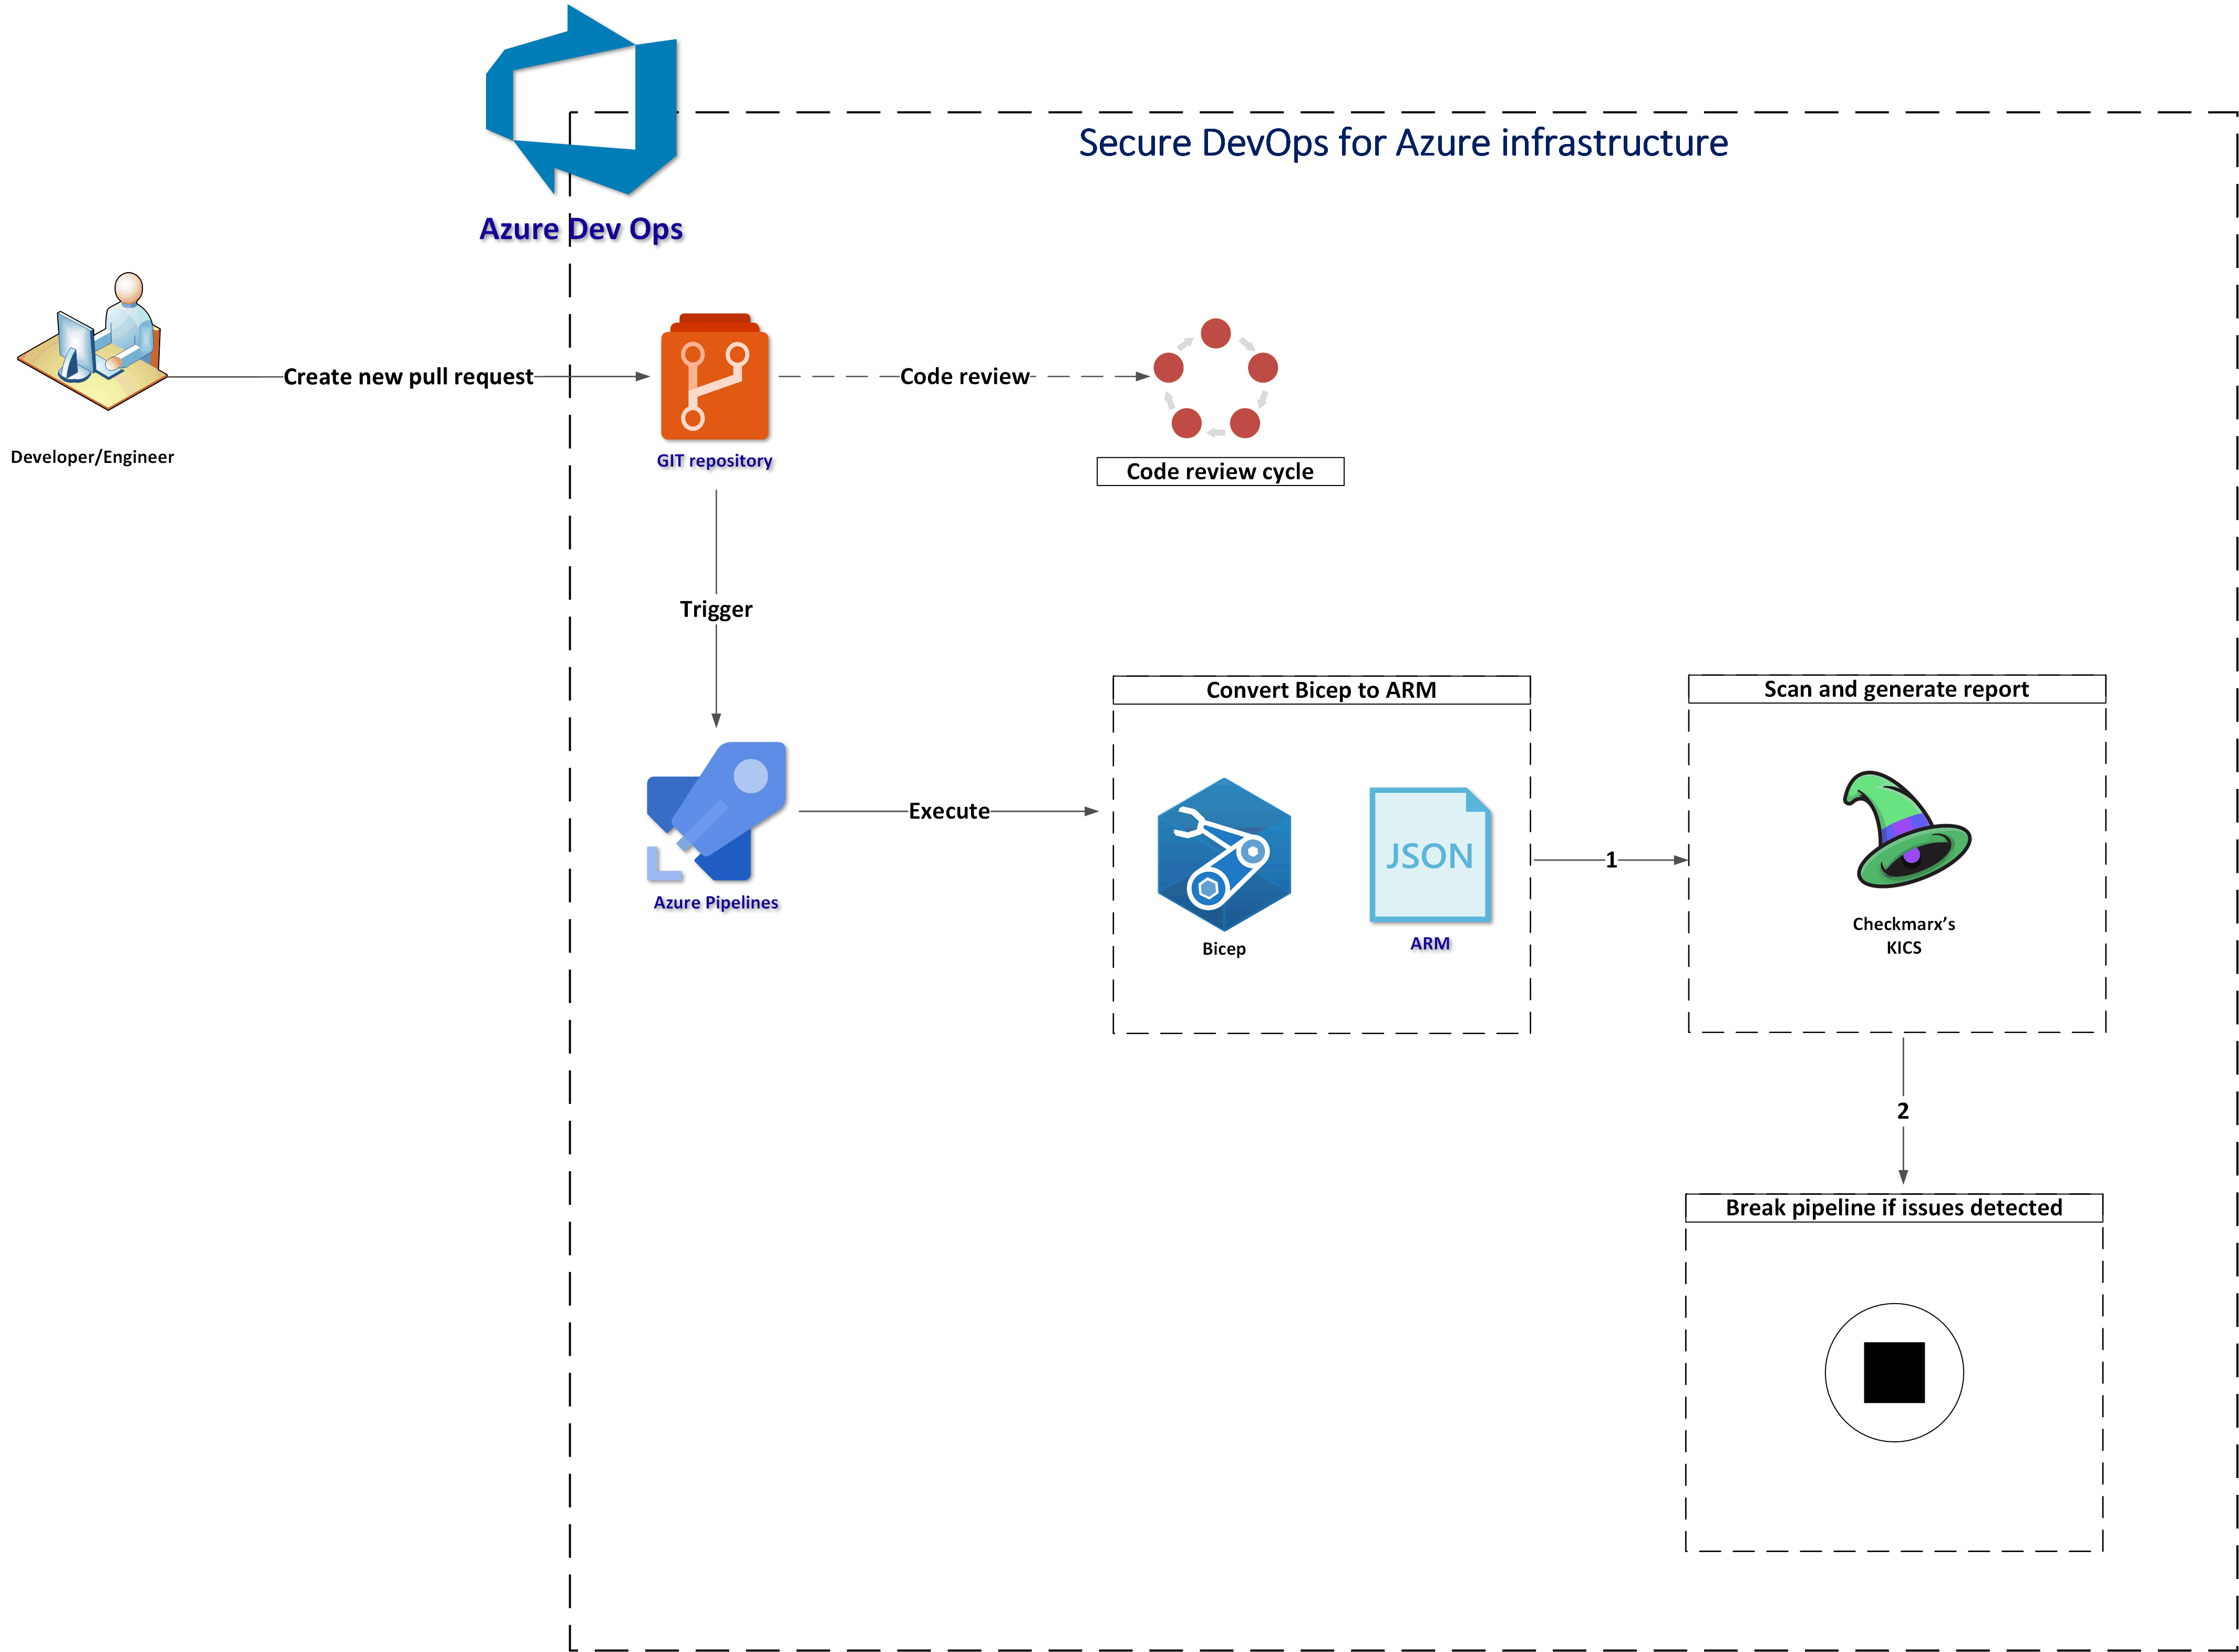 Secure DevOps for Azure infrastructure
Azure Dev Ops
Create new pull request
Code review
Developer/Engineer
GIT repository
Code review cycle
Trigger
Convert Bicep to ARM
Scan and generate report
Execute
JSON
1
Azure Pipelines
Bicep
ARM
Checkmarx’s
KICS
2
Break pipeline if issues detected